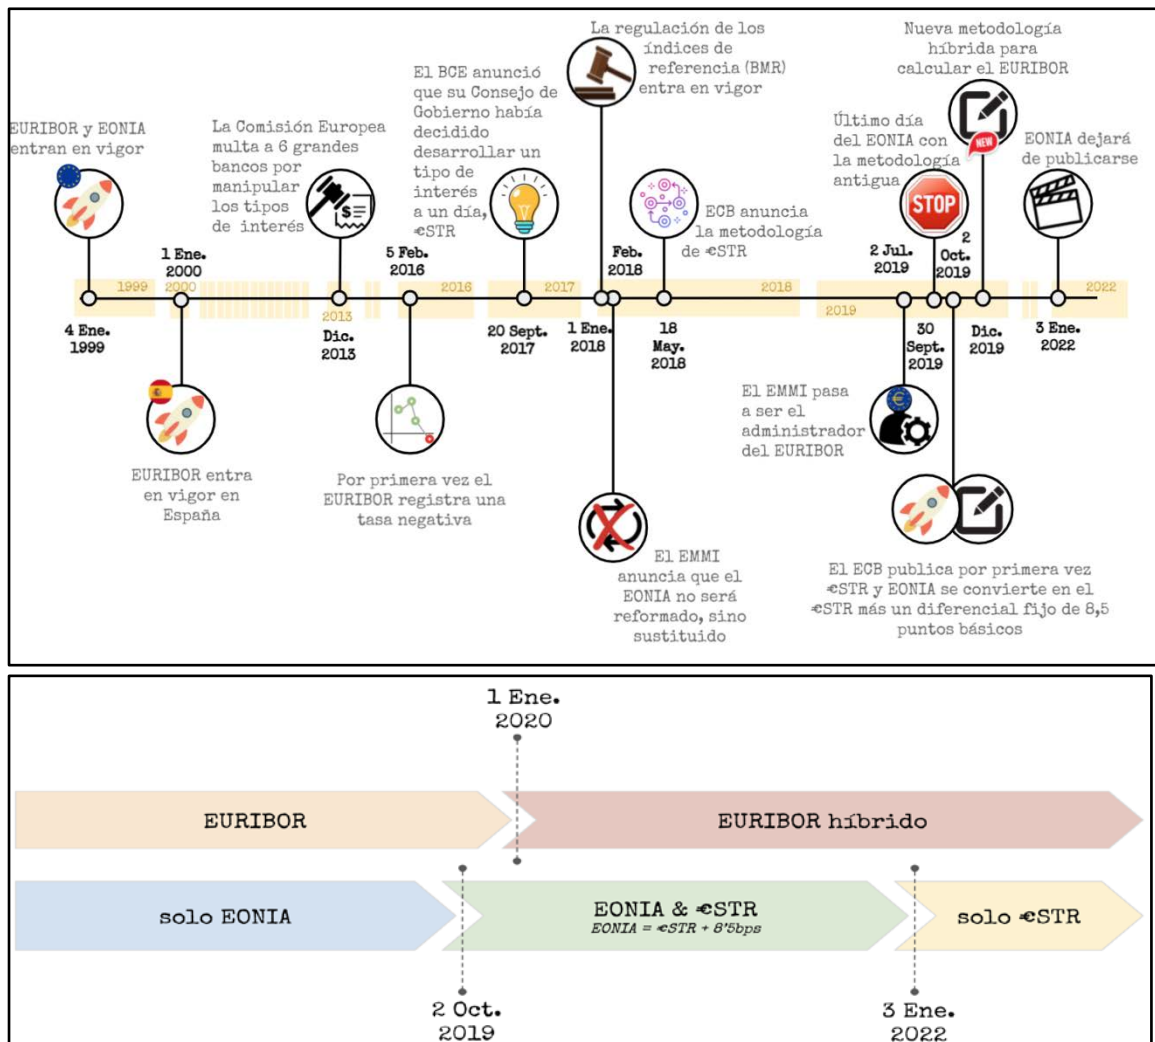 EURIBOR y EONIA
entran en vigor
4 Ene.
1999
1 Ene.
2000
EURIBOR entra
en vigor en
España
La Comisión Europea
multa a 6 grandes
bancos por
manipular
los tipos
de interés
$
Dic.
2013
5 Feb.
2016
Por primera vez el
EURIBOR registra una
tasa negativa
El BCE anunció
que su Consejo de
Gobierno había
decidido
desarrollar un
tipo de
interés
a un día,
€STR
20 Sept.
2017
La regulación de los
índices de
referencia (BMR)
entra en vigor
1 Ene.
2018
Feb.
2018
El EMMI
anuncia que el
EONIA no será
reformado, sino
sustituido
ECB anuncia
la metodología
de €STR
18
May.
2018
2 Jul.
2019
El EMMI pasa
a ser el
administrador
del EURIBOR
€
Último día
del EONIA con
la metodología
antigua
STOP
30
Sept.
2019
2
Oct.
2019
El ECB publica por primera vez
€STR y EONIA se convierte en el
€STR más un diferencial fijo de 8,5
puntos básicos
Nueva metodología
híbrida para
calcular el EURIBOR
NEW
Dic.
2019
EONIA dejará
de publicarse
3 Ene.
2022
1999
2000
2013
2016
2017
2018
2019
2022
1 Ene.
2020
EURIBOR
EURIBOR híbrido
solo EONIA
EONIA & €STR
EONIA = €STR + 8'5bps
solo €STR
2 Oct.
2019
3 Ene.
2022